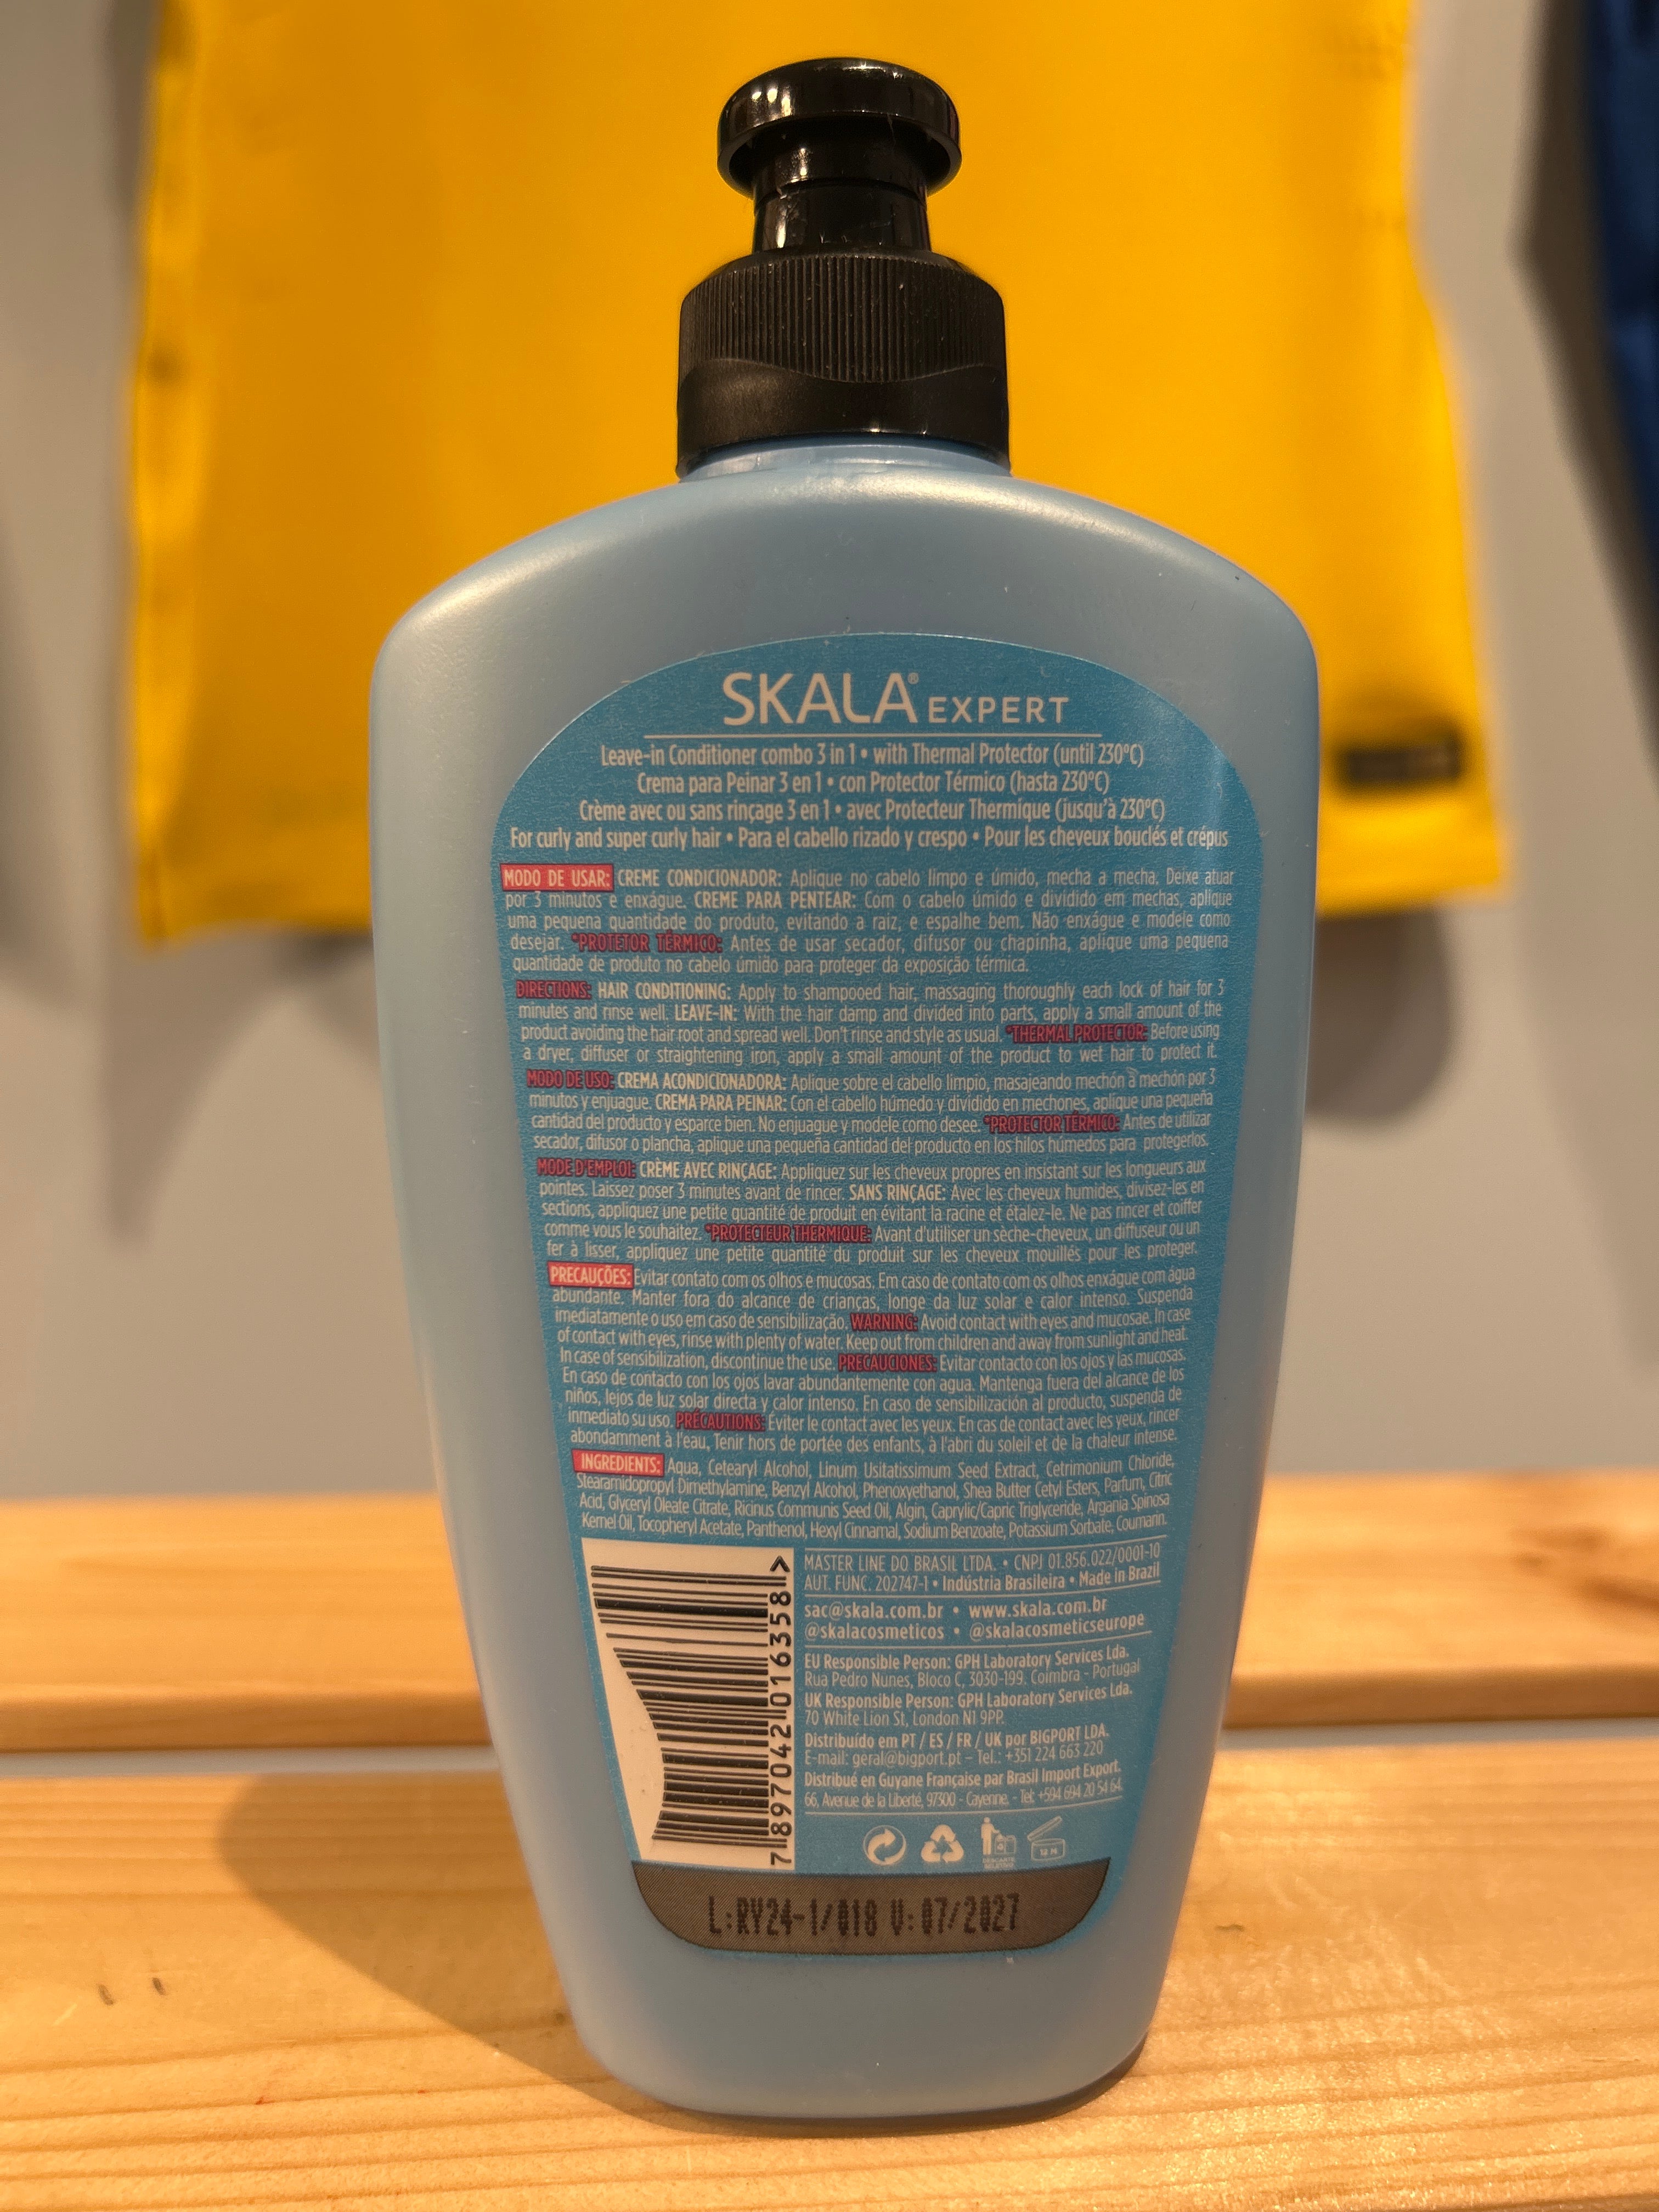 SKALA® EXPERT
Leave-in Conditioner combo 3 in 1 • with Thermal Protector (until 230°C)
Crema para Peinar 3 en 1 • con Protector Térmico (hasta 230°C)
Crème avec ou sans rinçage 3 en 1 • avec Protecteur Thermique (jusqu'à 230°C)
For curly and super curly hair • Para el cabello rizado y crespo • Pour les cheveux bouclés et crépus
MODO DE USAR: CREME CONDICIONADOR: Aplique no cabelo limpo e úmido, mecha a mecha. Deixe atuar
por 3 minutos e enxágue. CREME PARA PENTEAR: Com o cabelo úmido e dividido em mechas, aplique
uma pequena quantidade do produto, evitando a raiz, e espalhe bem. Não enxágue e modele como
desejar. *PROTETOR TÉRMICO: Antes de usar secador, difusor ou chapinha, aplique uma pequena
quantidade de produto no cabelo úmido para proteger da exposição térmica.
DIRECTIONS: HAIR CONDITIONING: Apply to shampooed hair, massaging thoroughly each lock of hair for 3
minutes and rinse well. LEAVE-IN: With the hair damp and divided into parts, apply a small amount of the
product avoiding the hair root and spread well. Don't rinse and style as usual. *THERMAL PROTECTOR: Before using
a dryer, diffuser or straightening iron, apply a small amount of the product to wet hair to protect it.
MODO DE USO: CREMA ACONDICIONADORA: Aplique sobre el cabello limpio, masajeando mechón a mechón por 3
minutos y enjuague. CREMA PARA PEINAR: Con el cabello húmedo y dividido en mechones, aplique una pequeña
cantidad del producto y esparce bien. No enjuague y modele como desee. *PROTECTOR TÉRMICO: Antes de utilizar
secador, difusor o plancha, aplique una pequeña cantidad del producto en los hilos húmedos para protegerlos.
MODE D'EMPLOI: CRÈME AVEC RINÇAGE: Appliquez sur les cheveux propres en insistant sur les longueurs aux
pointes. Laissez poser 3 minutes avant de rincer. SANS RINÇAGE: Avec les cheveux humides, divisez-les en
sections, appliquez une petite quantité de produit en évitant la racine et étalez-le. Ne pas rincer et coiffer
comme vous le souhaitez. *PROTECTEUR THERMIQUE: Avant d'utiliser un sèche-cheveux, un diffuseur ou un
fer à lisser, appliquez une petite quantité du produit sur les cheveux mouillés pour les proteger.
PRECAUÇÕES: Evitar contato com os olhos e mucosas. Em caso de contato com os olhos enxágue com água
abundante. Manter fora do alcance de crianças, longe da luz solar e calor intenso. Suspenda
imediatamente o uso em caso de sensibilização. WARNING: Avoid contact with eyes and mucosae. In case
of contact with eyes, rinse with plenty of water. Keep out from children and away from sunlight and heat.
In case of sensibilization, discontinue the use. PRECAUCIONES: Evitar contacto con los ojos y las mucosas.
En caso de contacto con los ojos lavar abundantemente con agua. Mantenga fuera del alcance de los
niños, lejos de luz solar directa y calor intenso. En caso de sensibilización al producto, suspenda de
inmediato su uso. PRÉCAUTIONS: Éviter le contact avec les yeux. En cas de contact avec les yeux, rincer
abondamment à l'eau, Tenir hors de portée des enfants, à l'abri du soleil et de la chaleur intense.
INGREDIENTS: Aqua, Cetearyl Alcohol, Linum Usitatissimum Seed Extract, Cetrimonium Chloride,
Stearamidopropyl Dimethylamine, Benzyl Alcohol, Phenoxyethanol, Shea Butter Cetyl Esters, Parfum, Citric
Acid, Glyceryl Oleate Citrate, Ricinus Communis Seed Oil, Algin, Caprylic/Capric Triglyceride, Argania Spinosa
Kernel Oil, Tocopheryl Acetate, Panthenol, Hexyl Cinnamal, Sodium Benzoate, Potassium Sorbate, Coumarin.
7 897042 016358 >
MASTER LINE DO BRASIL LTDA. • CNPJ 01.856.022/0001-10
AUT. FUNC. 202747-1 • Indústria Brasileira • Made in Brazil
sac@skala.com.br • www.skala.com.br
@skalacosmeticos • @skalacosmeticseurope
EU Responsible Person: GPH Laboratory Services Lda.
Rua Pedro Nunes, Bloco C, 3030-199. Coimbra - Portugal
UK Responsible Person: GPH Laboratory Services Lda.
70 White Lion St, London N1 9PP.
Distribuído em PT / ES / FR / UK por BIGPORT LDA.
E-mail: geral@bigport.pt – Tel.: +351 224 663 220
Distribué en Guyane Française par Brasil Import Export.
66, Avenue de la Liberté, 97300 - Cayenne. - Tel: +594 694 20 54 64.
L:RY24-1/018 V: 07/2027